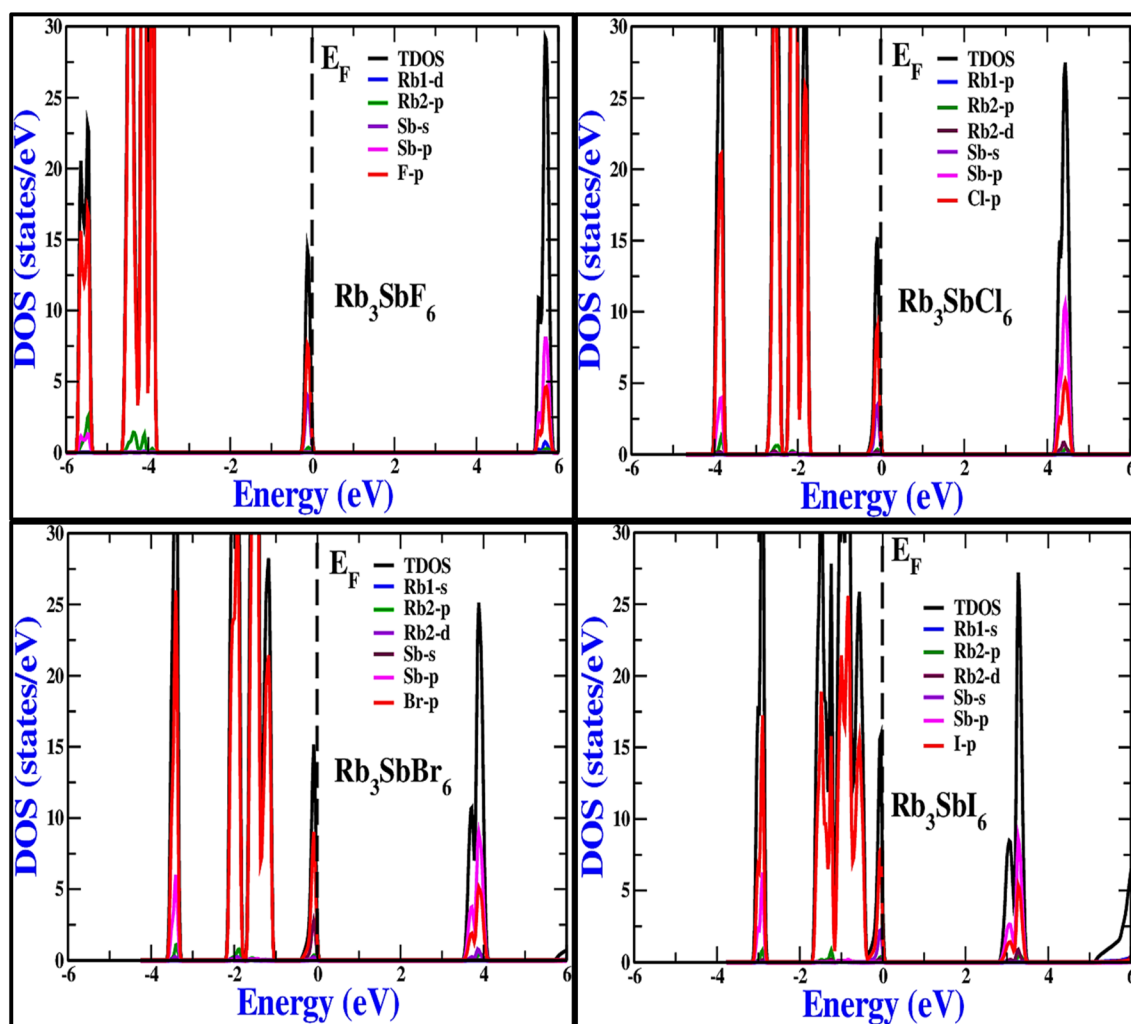 30
25
20
15
10
5
0
DOS (states/eV)
E_F
TDOS
Rb1-d
Rb2-p
Sb-s
Sb-p
F-p
Rb₃SbF₆
-6 -4 -2 0 2 4 6
Energy (eV)
30
25
20
15
10
5
0
DOS (states/eV)
E_F
TDOS
Rb1-p
Rb2-p
Rb2-d
Sb-s
Sb-p
Cl-p
Rb₃SbCl₆
-6 -4 -2 0 2 4 6
Energy (eV)
30
25
20
15
10
5
0
DOS (states/eV)
E_F
TDOS
Rb1-s
Rb2-p
Rb2-d
Sb-s
Sb-p
Br-p
Rb₃SbBr₆
-6 -4 -2 0 2 4 6
Energy (eV)
30
25
20
15
10
5
0
DOS (states/eV)
E_F
TDOS
Rb1-s
Rb2-p
Rb2-d
Sb-s
Sb-p
I-p
Rb₃SbI₆
-6 -4 -2 0 2 4 6
Energy (eV)